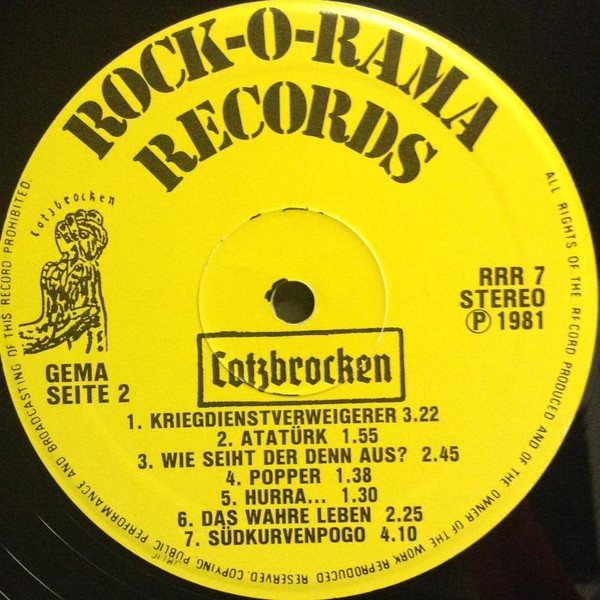 ROCK-O-RAMA
RECORDS
Cotzbrocken
GEMA
SEITE 2
RRR 7
STEREO
Ⓟ 1981
Cotzbrocken
1. KRIEGDIENSTVERWEIGERER 3.22
2. ATATÜRK 1.55
3. WIE SEIHT DER DENN AUS? 2.45
4. POPPER 1.38
5. HURRA... 1.30
6. DAS WAHRE LEBEN 2.25
7. SÜDKURVENPOGO 4.10
ALL RIGHTS OF THE RECORD PRODUCED AND OF THE OWNER OF THE WORK REPRODUCED RESERVED. COPYING, PUBLIC PERFORMANCE AND BROADCASTING OF THIS RECORD PROHIBITED.